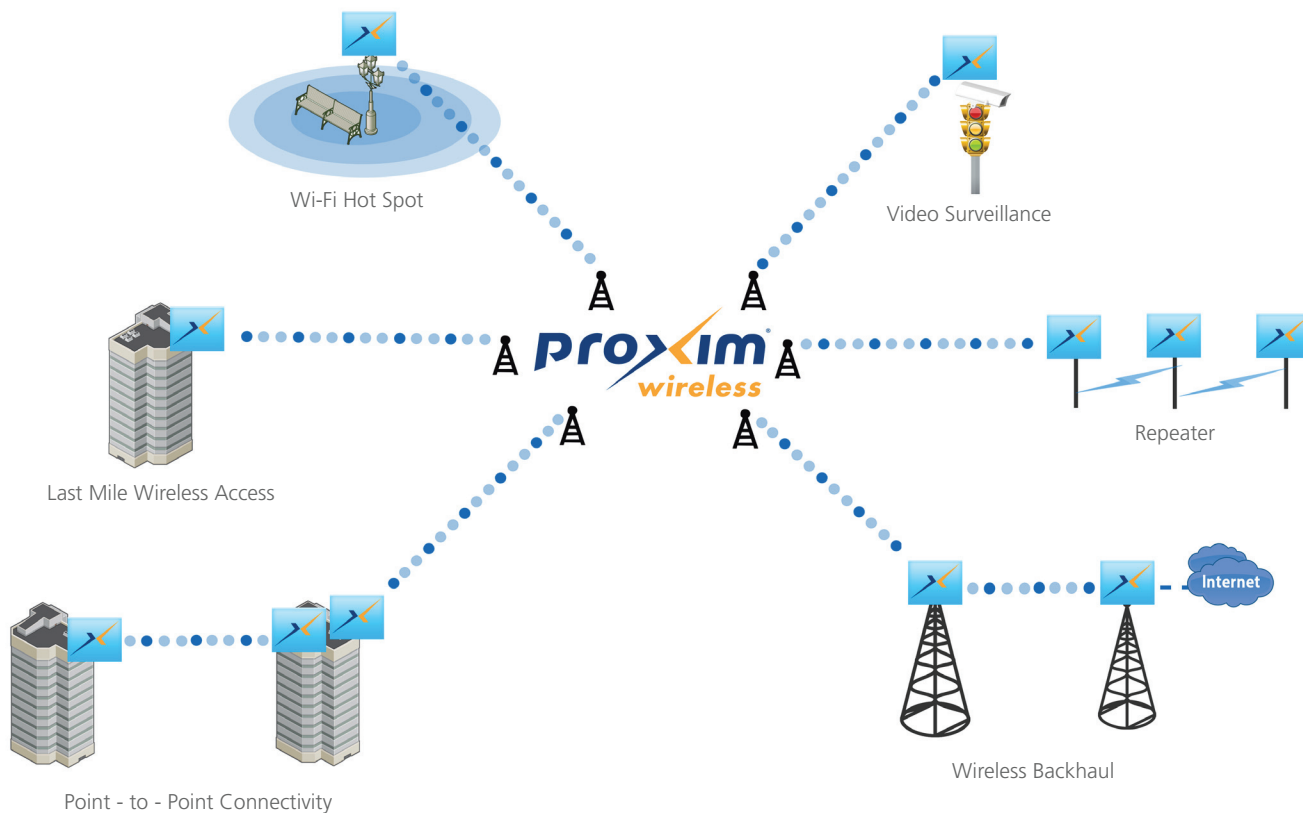 Wi-Fi Hot Spot
Video Surveillance
proxim®
wireless
Last Mile Wireless Access
Repeater
Internet
Wireless Backhaul
Point - to - Point Connectivity